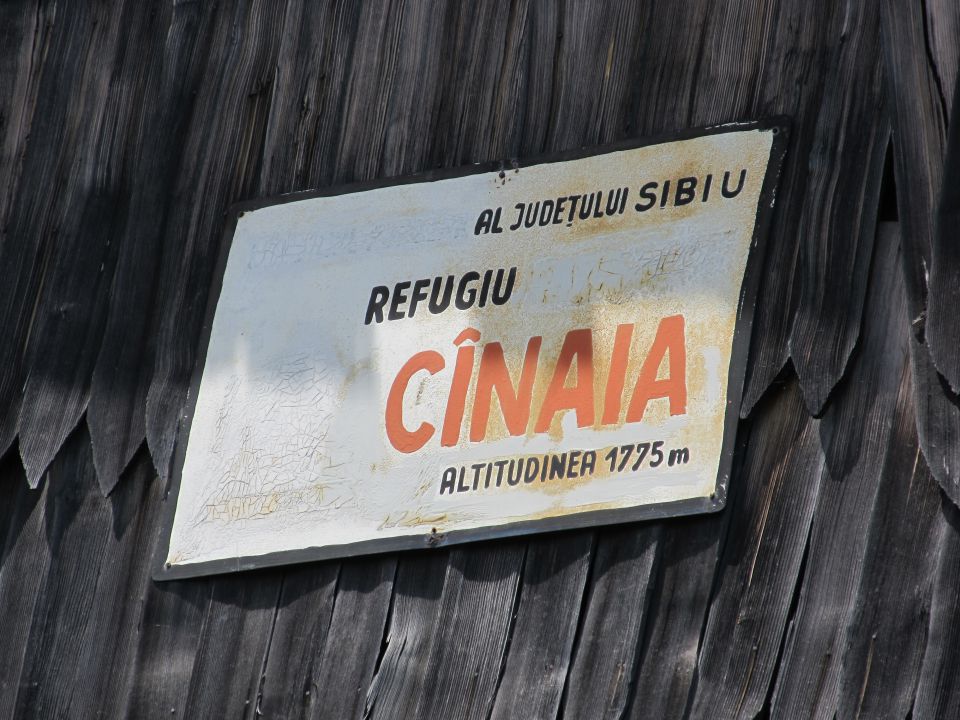 AL JUDEȚULUI SIBIU
REFUGIU
CÎNAIA
ALTITUDINEA 1775 m